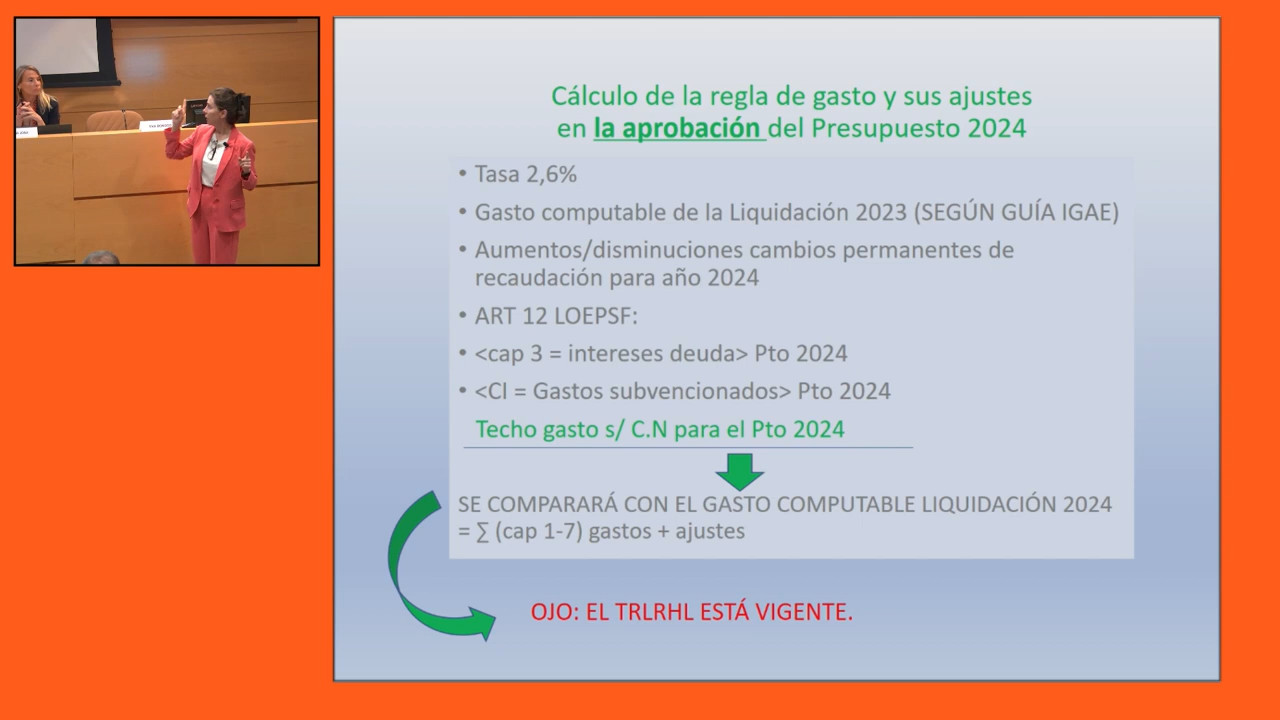 Cálculo de la regla de gasto y sus ajustes
en la aprobación del Presupuesto 2024
• Tasa 2,6%
• Gasto computable de la Liquidación 2023 (SEGÚN GUÍA IGAE)
• Aumentos/disminuciones cambios permanentes de
recaudación para año 2024
• ART 12 LOEPSF:
• <cap 3 = intereses deuda> Pto 2024
• <CI = Gastos subvencionados> Pto 2024
Techo gasto s/ C.N para el Pto 2024
SE COMPARARÁ CON EL GASTO COMPUTABLE LIQUIDACIÓN 2024
= ∑ (cap 1-7) gastos + ajustes
OJO: EL TRLRHL ESTÁ VIGENTE.